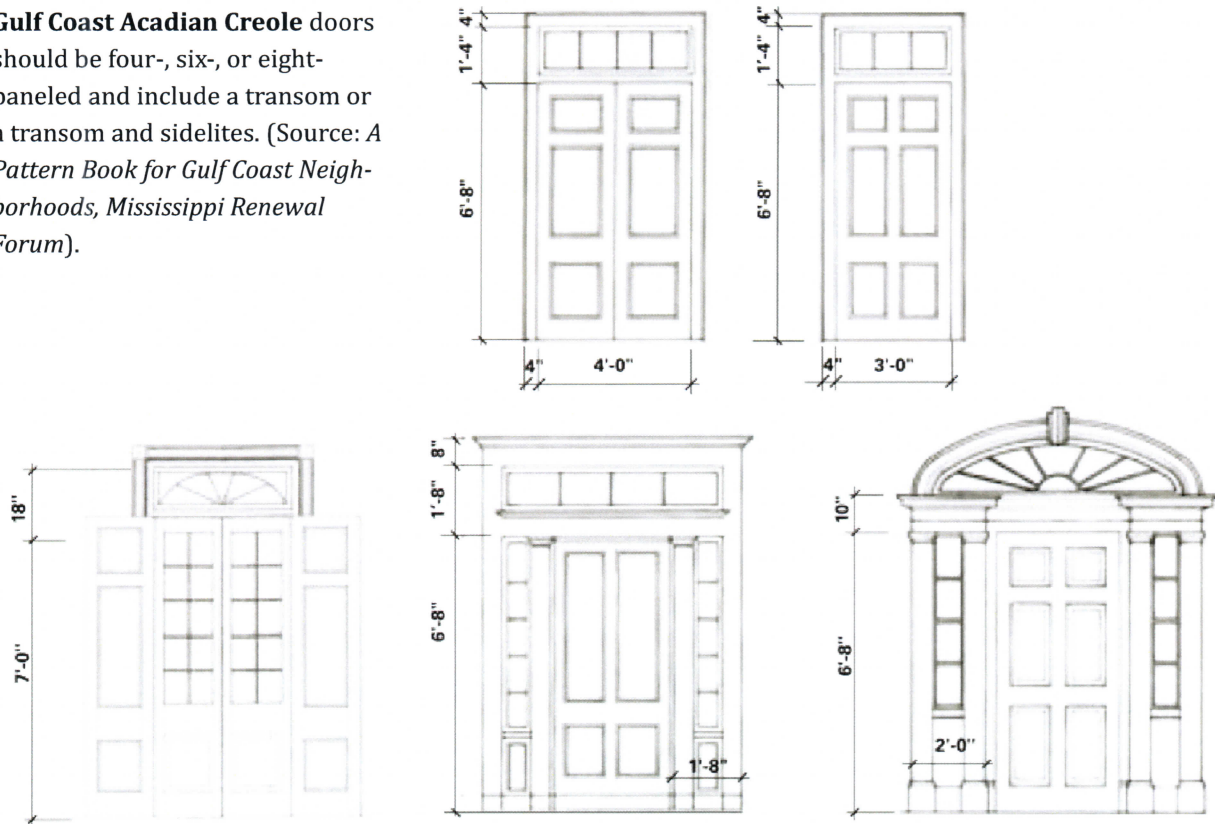 Gulf Coast Acadian Creole doors
should be four-, six-, or eight-
paneled and include a transom or
a transom and sidelites. (Source: A
Pattern Book for Gulf Coast Neigh-
borhoods, Mississippi Renewal
Forum).
4"
1'-4"
6'-8"
4"
4'-0"
4"
1'-4"
6'-8"
4"
3'-0"
18"
7'-0"
8"
1'-8"
6'-8"
1'-8"
10"
6'-8"
2'-0"